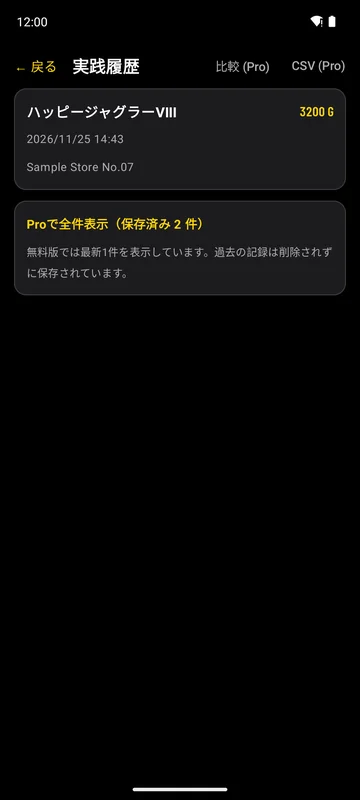 12:00
← 戻る 実践履歴 比較 (Pro) CSV (Pro)
ハッピージャグラーVIII 3200 G
2026/11/25 14:43
Sample Store No.07
Proで全件表示（保存済み 2 件）
無料版では最新1件を表示しています。過去の記録は削除されず
に保存されています。